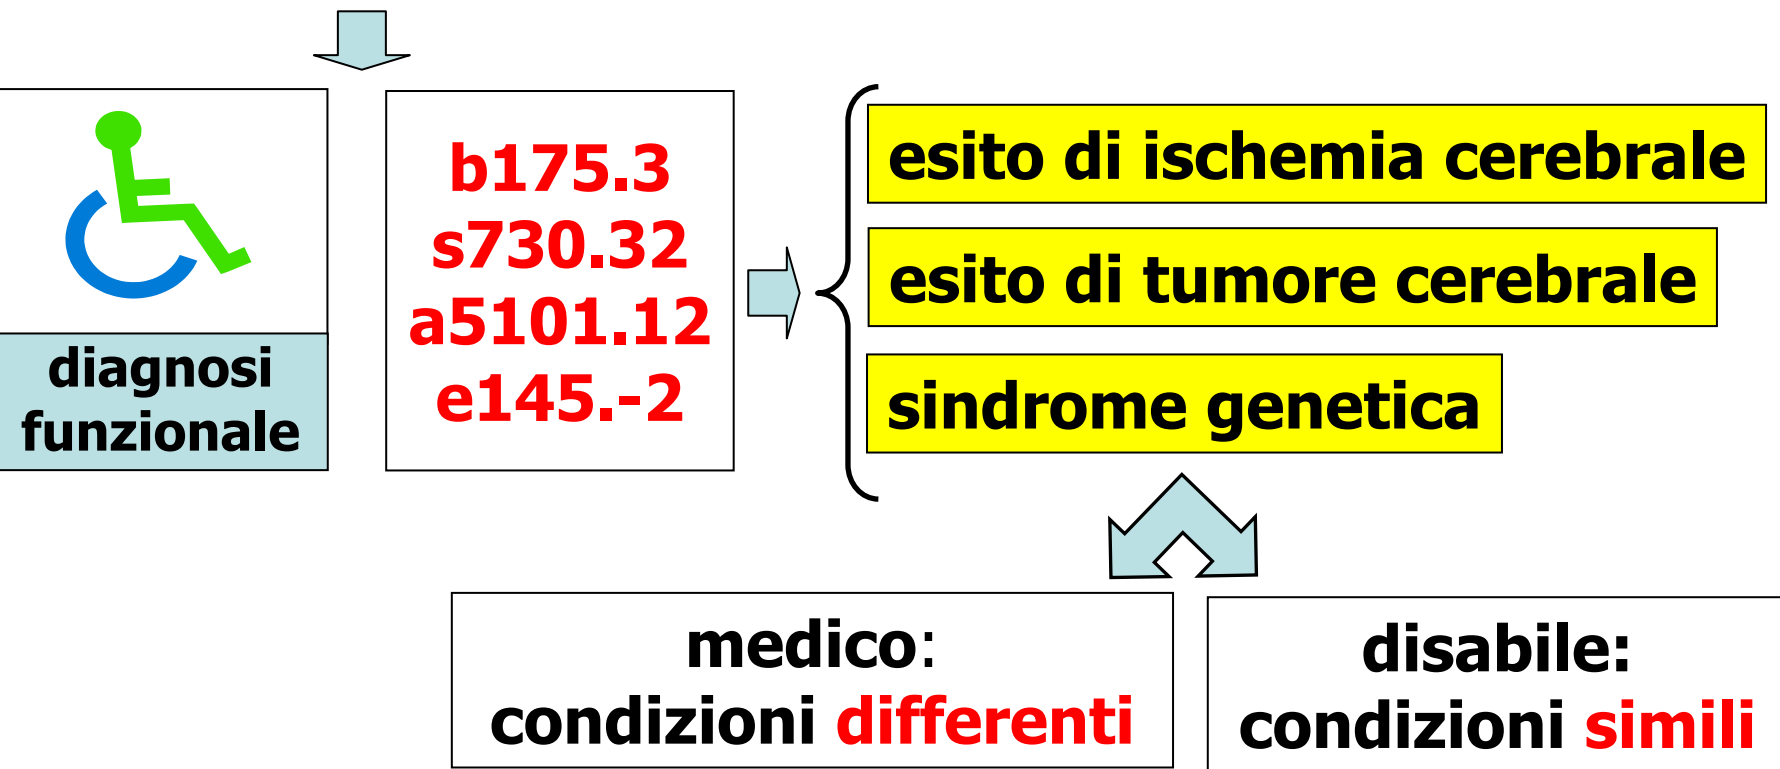 diagnosi
funzionale
b175.3
s730.32
a5101.12
e145.-2
esito di ischemia cerebrale
esito di tumore cerebrale
sindrome genetica
medico:
condizioni differenti
disabile:
condizioni simili